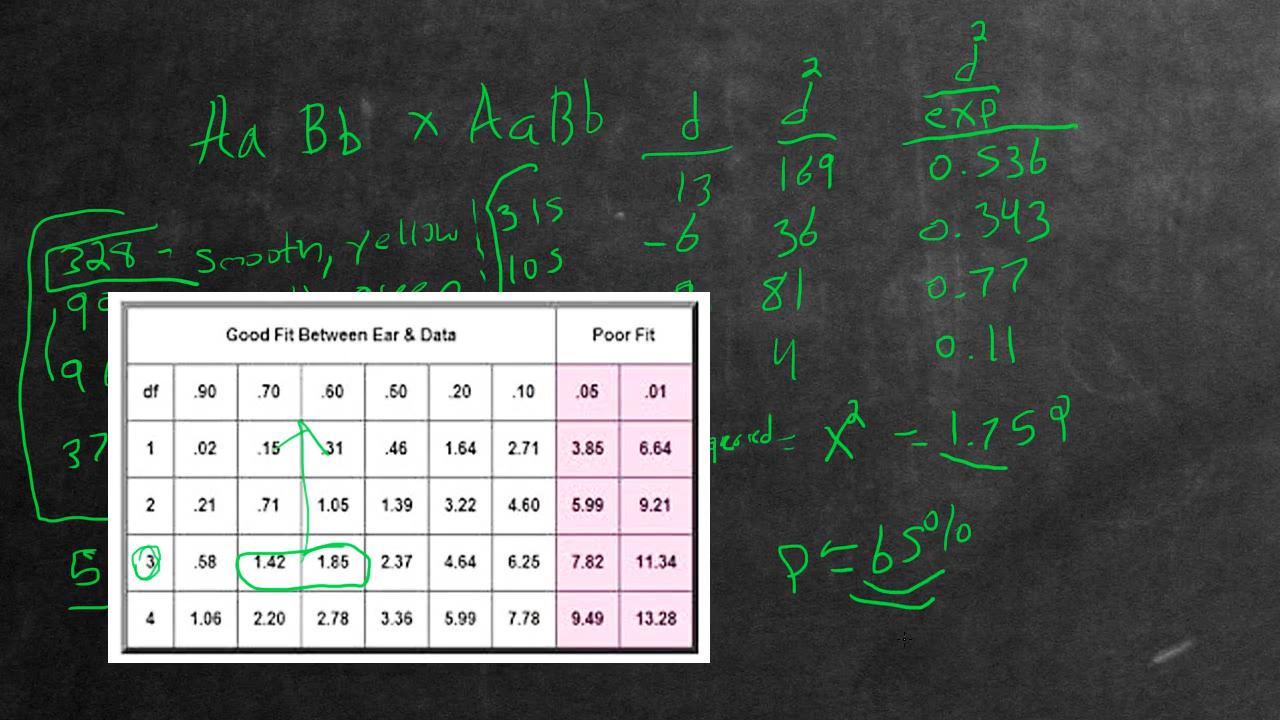 Aa Bb x AaBb
d d² d²/exp
328 - smooth, yellow 315 13 169 0.536
105 -6 36 0.343
81 0.77
4 0.11
37
= X² = 1.759
P = 65%
5
Good Fit Between Ear & Data Poor Fit
df .90 .70 .60 .50 .20 .10 .05 .01
1 .02 .15 .31 .46 1.64 2.71 3.85 6.64
2 .21 .71 1.05 1.39 3.22 4.60 5.99 9.21
3 .58 1.42 1.85 2.37 4.64 6.25 7.82 11.34
4 1.06 2.20 2.78 3.36 5.99 7.78 9.49 13.28